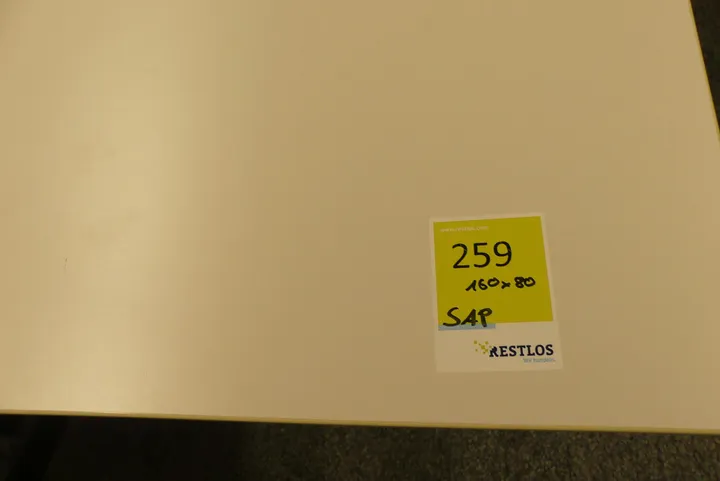 259
160x80
SAP
RESTLOS